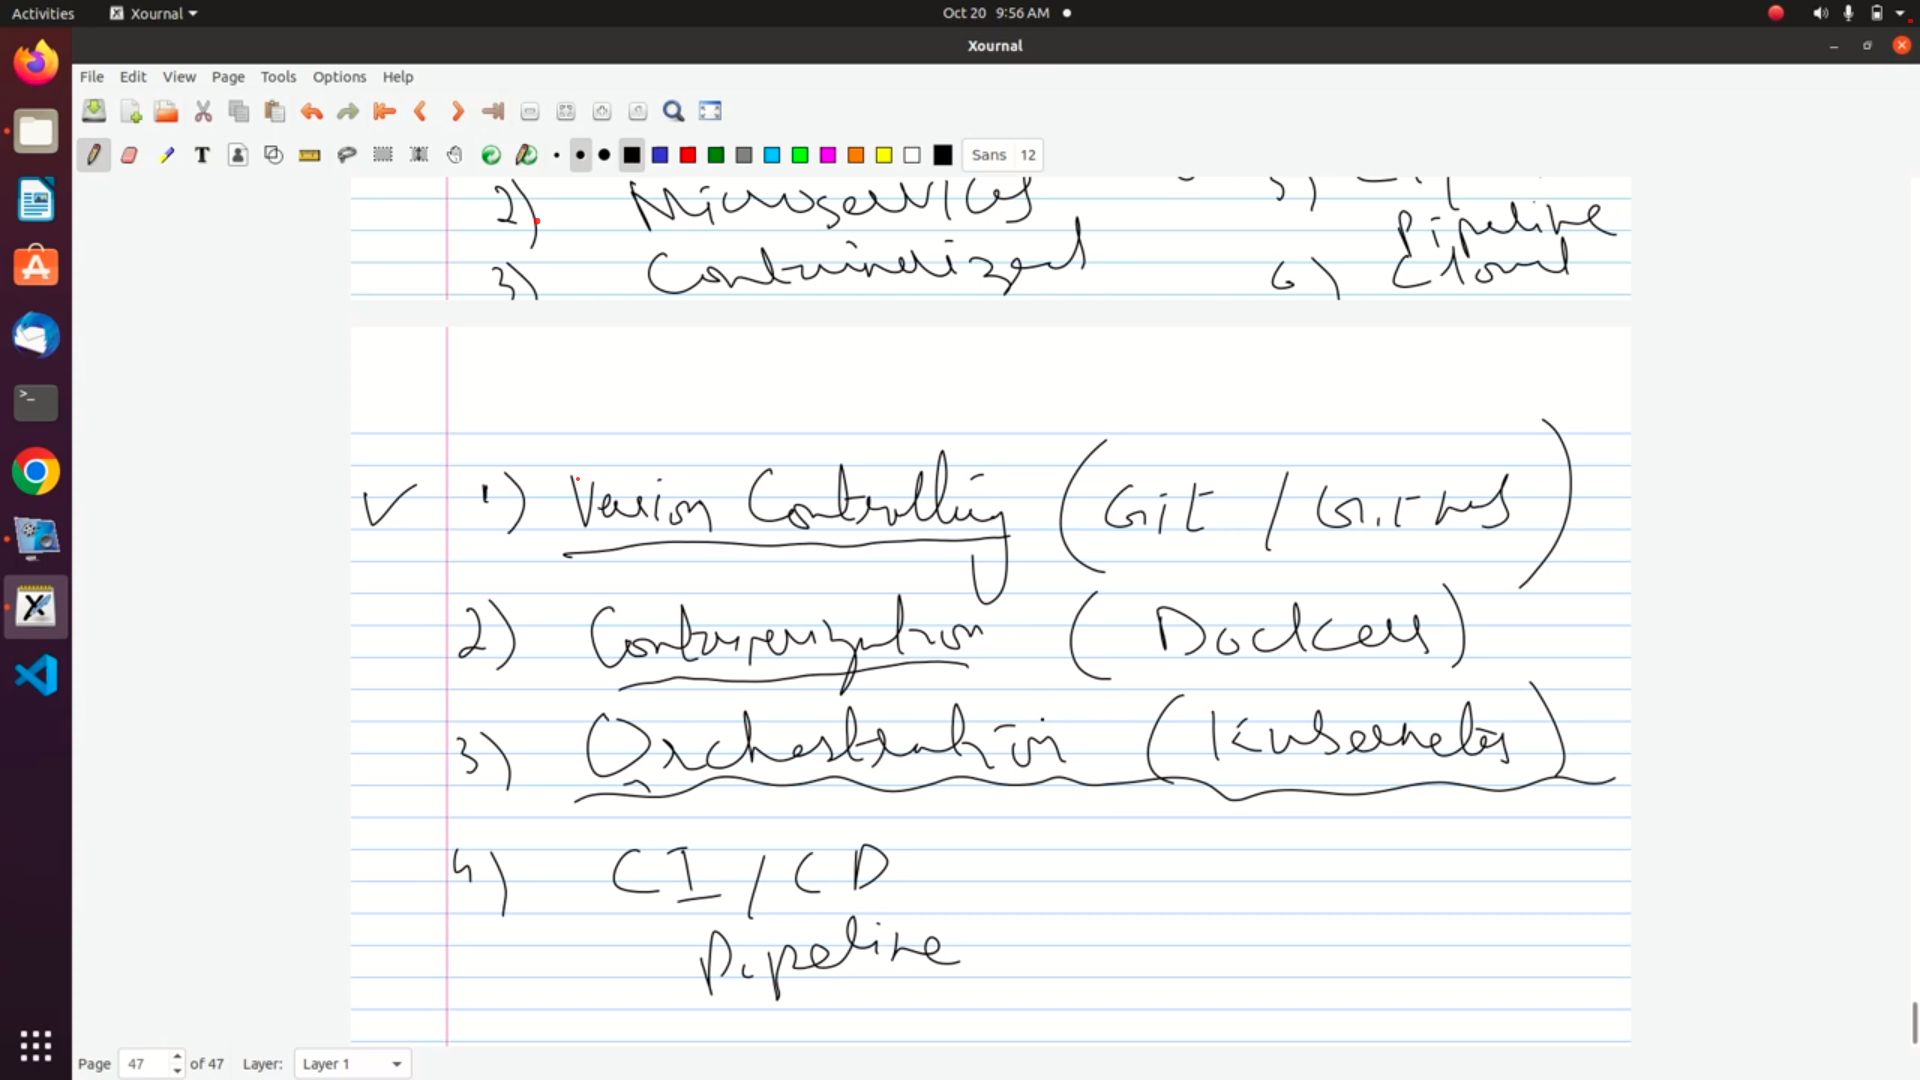 Activities Xournal Oct 20 9:56 AM
Xournal
File Edit View Page Tools Options Help
Sans 12
2) Microservices
Pipeline
3) Containerized 6) Cloud
1) Version Controlling (Git / GitHub)
2) Containerization (Docker)
3) Orchestration (Kubernetes)
4) CI / CD
Pipeline
Page 47 of 47 Layer: Layer 1